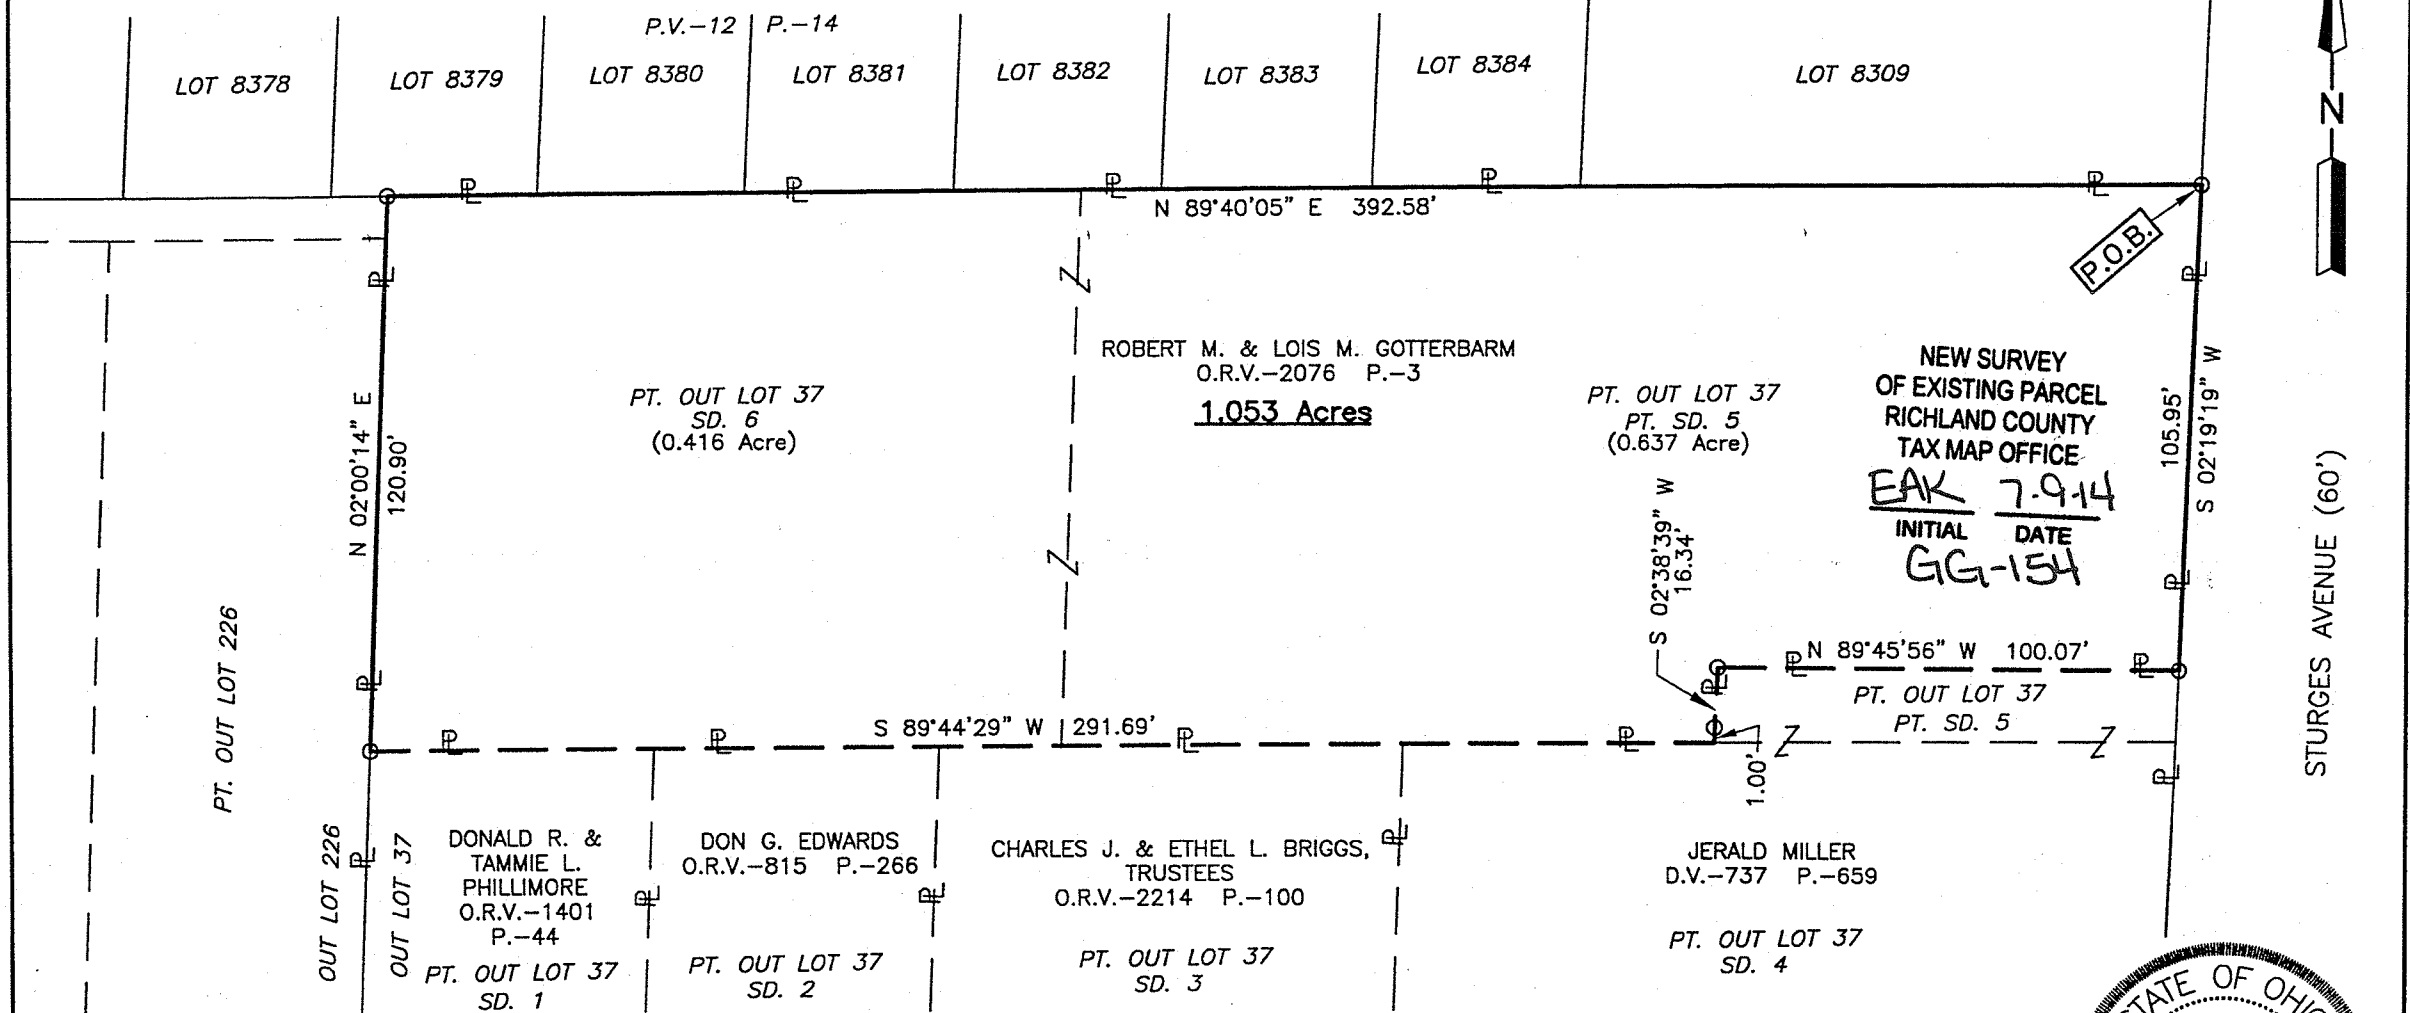 P.V.-12 P.-14
LOT 8378
LOT 8379
LOT 8380
LOT 8381
LOT 8382
LOT 8383
LOT 8384
LOT 8309
N
N 89°40'05" E 392.58'
P.O.B.
N 02°00'14" E
120.90'
PT. OUT LOT 37
SD. 6
(0.416 Acre)
ROBERT M. & LOIS M. GOTTERBARM
O.R.V.-2076 P.-3
1.053 Acres
PT. OUT LOT 37
PT. SD. 5
(0.637 Acre)
NEW SURVEY
OF EXISTING PARCEL
RICHLAND COUNTY
TAX MAP OFFICE
EAK 7-9-14
INITIAL DATE
GG-154
105.95'
S 02°19'19" W
STURGES AVENUE (60')
S 02°38'39" W
16.34'
N 89°45'56" W 100.07'
PT. OUT LOT 37
PT. SD. 5
S 89°44'29" W 291.69'
1.00'
PT. OUT LOT 226
OUT LOT 226
OUT LOT 37
DONALD R. &
TAMMIE L.
PHILLIMORE
O.R.V.-1401
P.-44
PT. OUT LOT 37
SD. 1
DON G. EDWARDS
O.R.V.-815 P.-266
PT. OUT LOT 37
SD. 2
CHARLES J. & ETHEL L. BRIGGS,
TRUSTEES
O.R.V.-2214 P.-100
PT. OUT LOT 37
SD. 3
JERALD MILLER
D.V.-737 P.-659
PT. OUT LOT 37
SD. 4
STATE OF OHIO